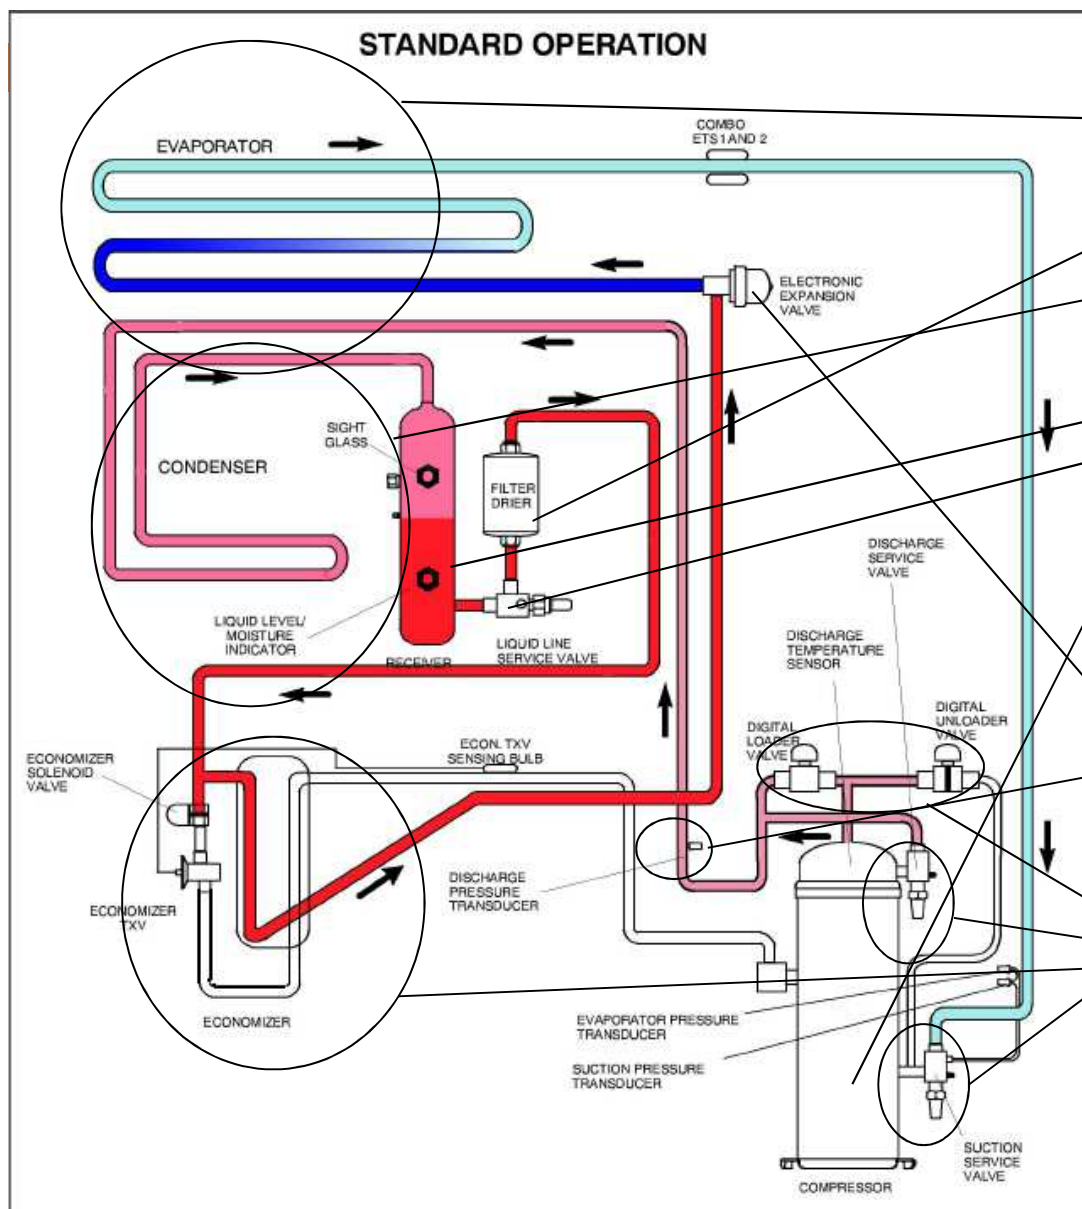 STANDARD OPERATION
COMBO
ETS 1 AND 2
EVAPORATOR
ELECTRONIC
EXPANSION
VALVE
SIGHT
GLASS
CONDENSER
FILTER
DRIER
DISCHARGE
SERVICE
VALVE
LIQUID LEVEL/
MOISTURE
INDICATOR
RECEIVER
LIQUID LINE
SERVICE VALVE
DISCHARGE
TEMPERATURE
SENSOR
DIGITAL
UNLOADER
VALVE
DIGITAL
LOADER
VALVE
ECONOMIZER
SOLENOID
VALVE
ECON. TXV
SENSING BULB
DISCHARGE
PRESSURE
TRANSDUCER
ECONOMIZER
TXV
ECONOMIZER
EVAPORATOR PRESSURE
TRANSDUCER
SUCTION PRESSURE
TRANSDUCER
SUCTION
SERVICE
VALVE
COMPRESSOR